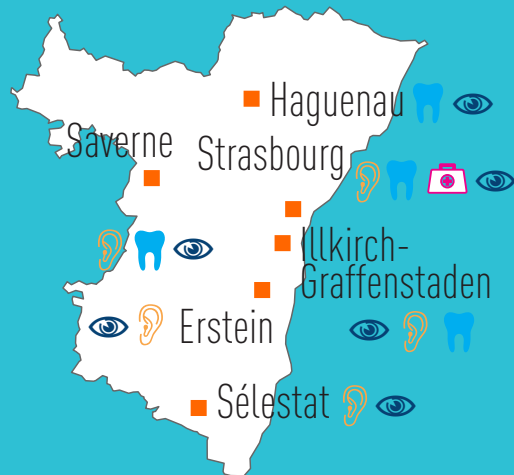 Haguenau
Saverne
Strasbourg
Illkirch-
Graffenstaden
Erstein
Sélestat